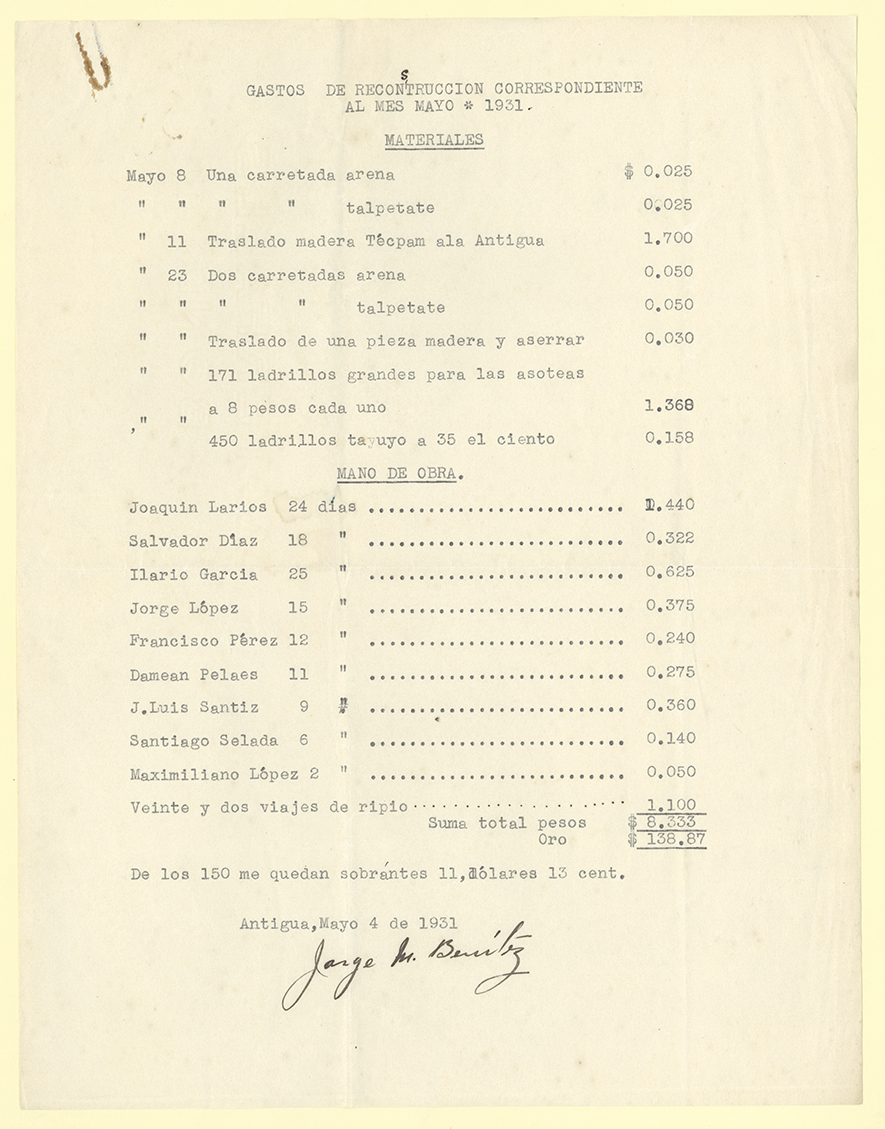 GASTOS DE RECONSTRUCCION CORRESPONDIENTE
AL MES MAYO * 1931.
MATERIALES
Mayo 8 Una carretada arena $ 0.025
" " " " talpetate 0.025
" 11 Traslado madera Técpam ala Antigua 1.700
" 23 Dos carretadas arena 0.050
" " " " talpetate 0.050
" " Traslado de una pieza madera y aserrar 0.030
" " 171 ladrillos grandes para las asoteas
a 8 pesos cada uno 1.368
" "
450 ladrillos tayuyo a 35 el ciento 0.158
MANO DE OBRA.
Joaquin Larios 24 días .......................... 1.440
Salvador Díaz 18 " .......................... 0.322
Ilario Garcia 25 " .......................... 0.625
Jorge López 15 " .......................... 0.375
Francisco Pérez 12 " .......................... 0.240
Damean Pelaes 11 " .......................... 0.275
J.Luis Santiz 9 " .......................... 0.360
Santiago Selada 6 " .......................... 0.140
Maximiliano López 2 " .......................... 0.050
Veinte y dos viajes de ripio.................... 1.100
Suma total pesos $ 8.333
Oro $ 138.87
De los 150 me quedan sobrántes 11, dólares 13 cent.
Antigua,Mayo 4 de 1931
Jorge M. Benítez